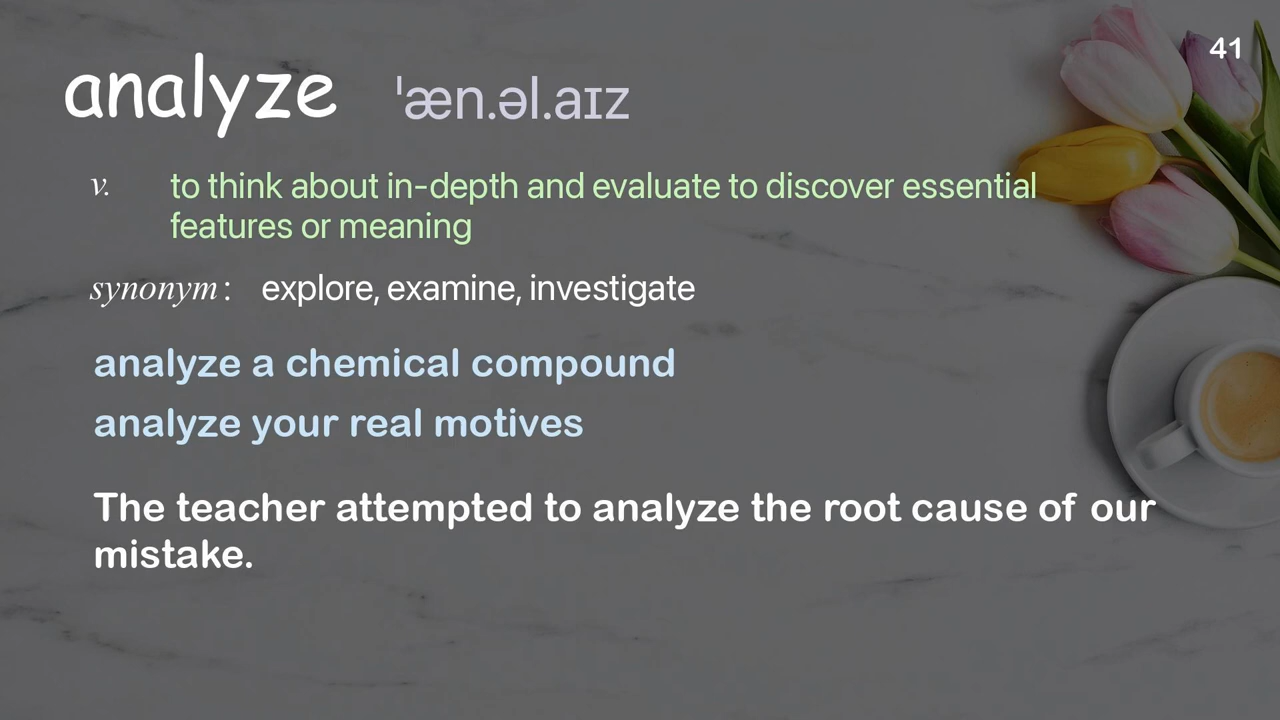 41
analyze ˈæn.əl.aɪz
v. to think about in-depth and evaluate to discover essential
features or meaning
synonym: explore, examine, investigate
analyze a chemical compound
analyze your real motives
The teacher attempted to analyze the root cause of our
mistake.